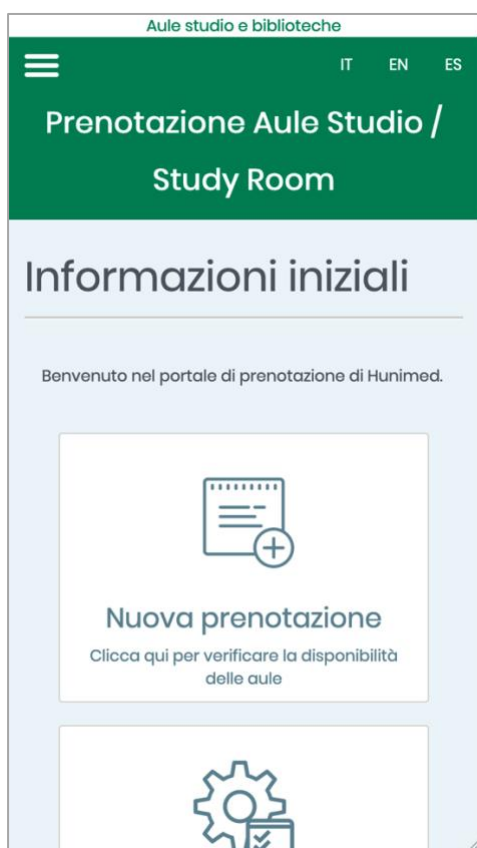 Aule studio e biblioteche
IT EN ES
Prenotazione Aule Studio /
Study Room
Informazioni iniziali
Benvenuto nel portale di prenotazione di Hunimed.
Nuova prenotazione
Clicca qui per verificare la disponibilità
delle aule